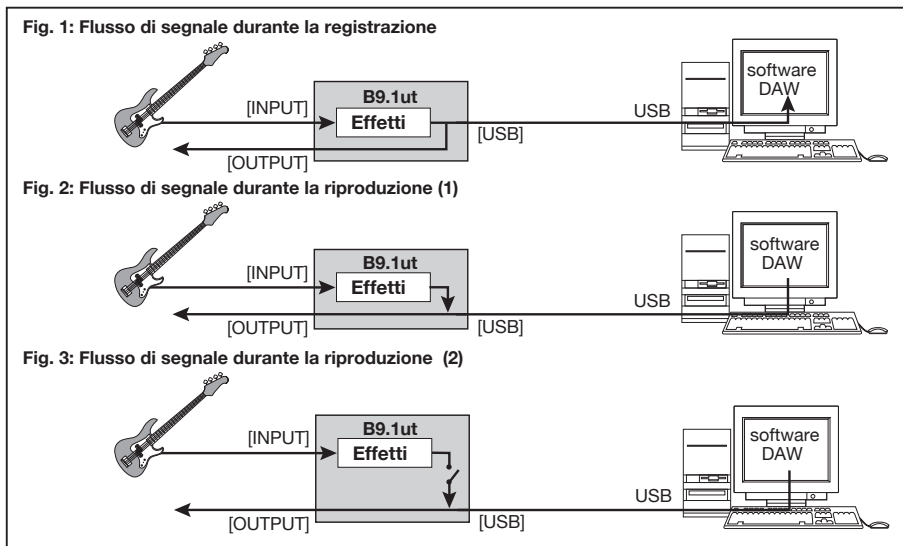 Fig. 1: Flusso di segnale durante la registrazione
software
DAW
B9.1ut
[INPUT]
Effetti
USB
[USB]
[OUTPUT]
Fig. 2: Flusso di segnale durante la riproduzione (1)
software
DAW
B9.1ut
[INPUT]
Effetti
USB
[OUTPUT]
[USB]
Fig. 3: Flusso di segnale durante la riproduzione (2)
B9.1ut
software
DAW
[INPUT]
Effetti
USB
[OUTPUT]
[USB]